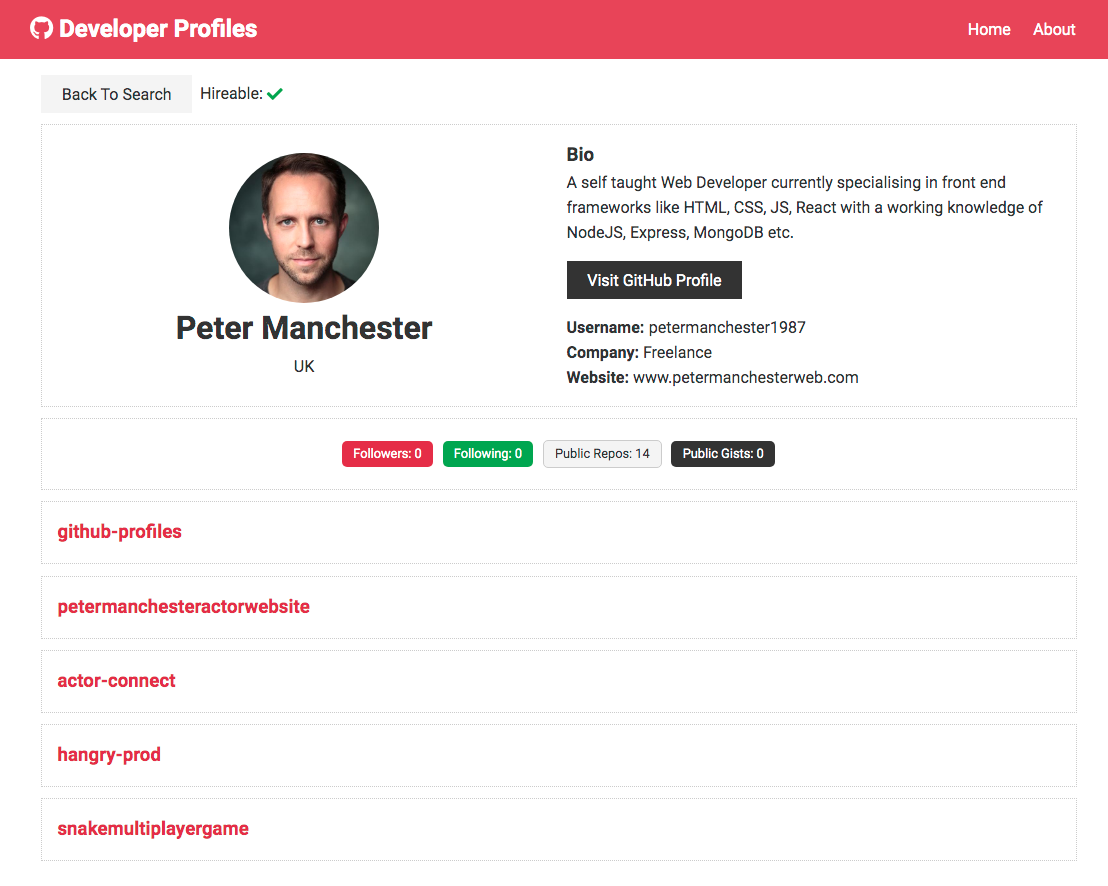 Developer Profiles
Home About
Back To Search Hireable:
Peter Manchester
UK
Bio
A self taught Web Developer currently specialising in front end
frameworks like HTML, CSS, JS, React with a working knowledge of
NodeJS, Express, MongoDB etc.
Visit GitHub Profile
Username: petermanchester1987
Company: Freelance
Website: www.petermanchesterweb.com
Followers: 0 Following: 0 Public Repos: 14 Public Gists: 0
github-profiles
petermanchesteractorwebsite
actor-connect
hangry-prod
snakemultiplayergame